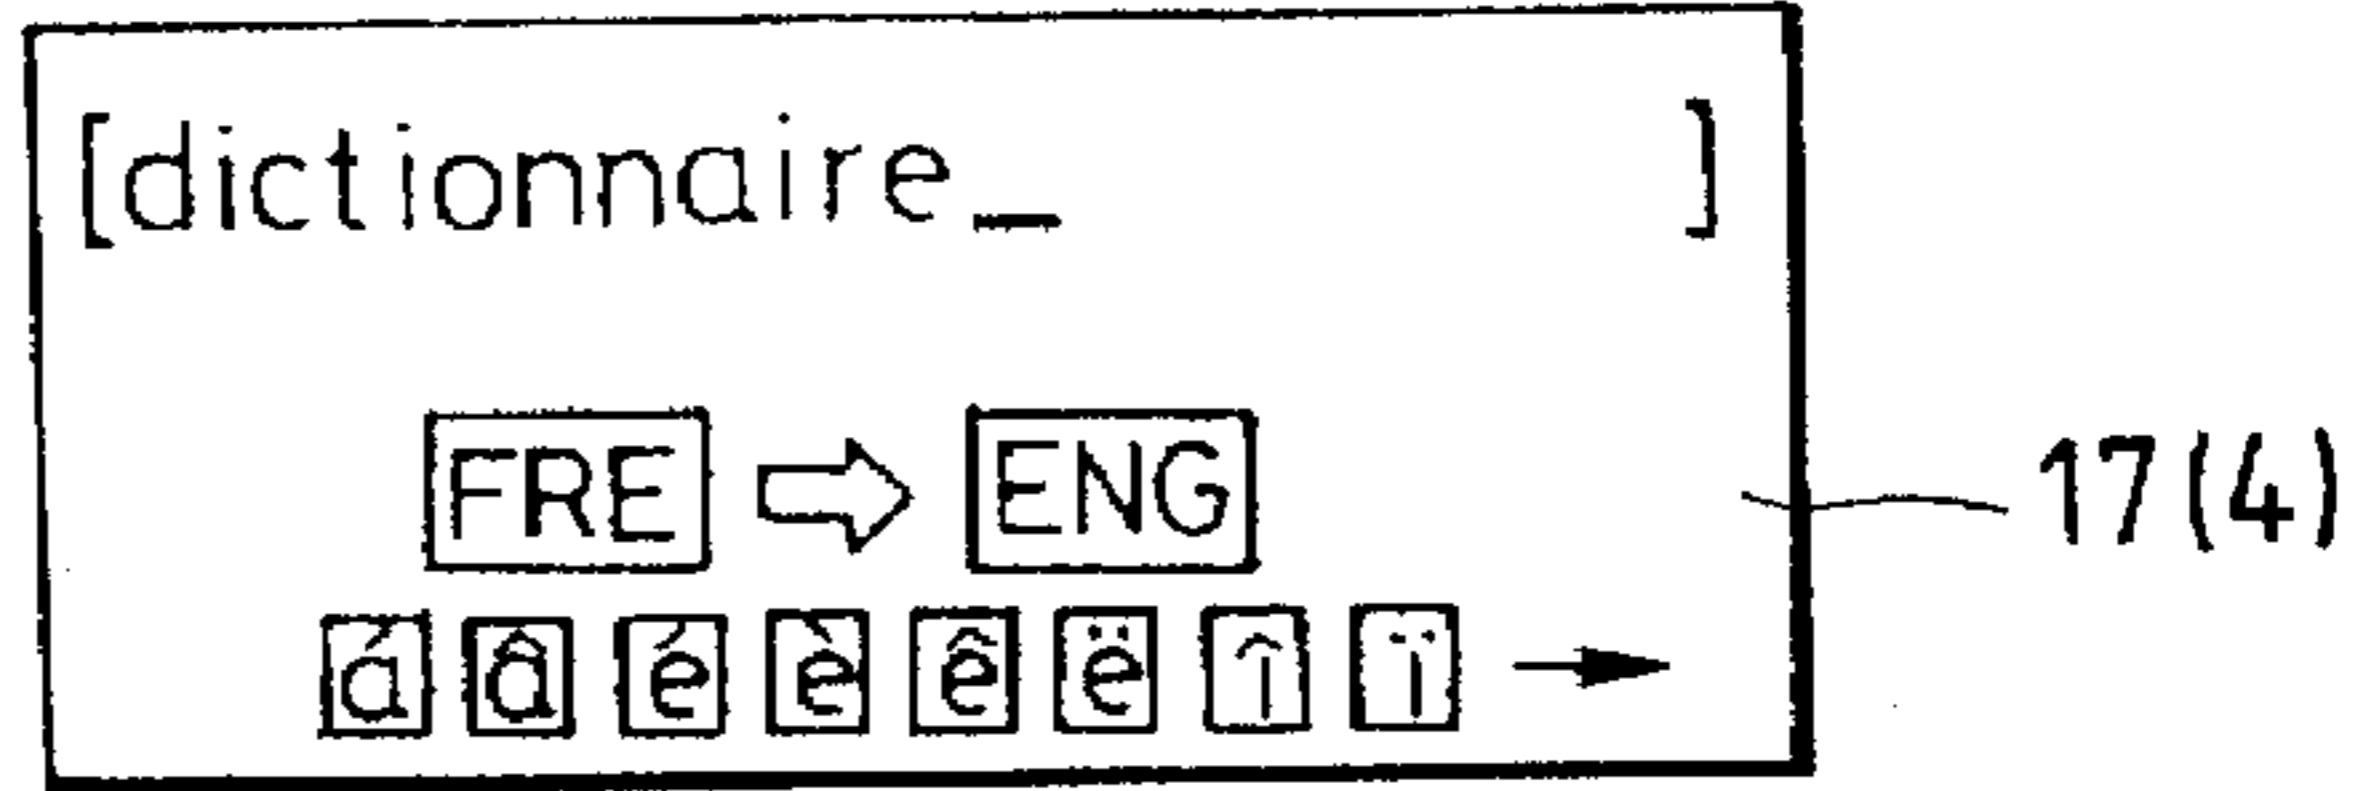 [dictionnaire_ ]
FRE ⇨ ENG
17(4)
á â é è ê ë î ï →